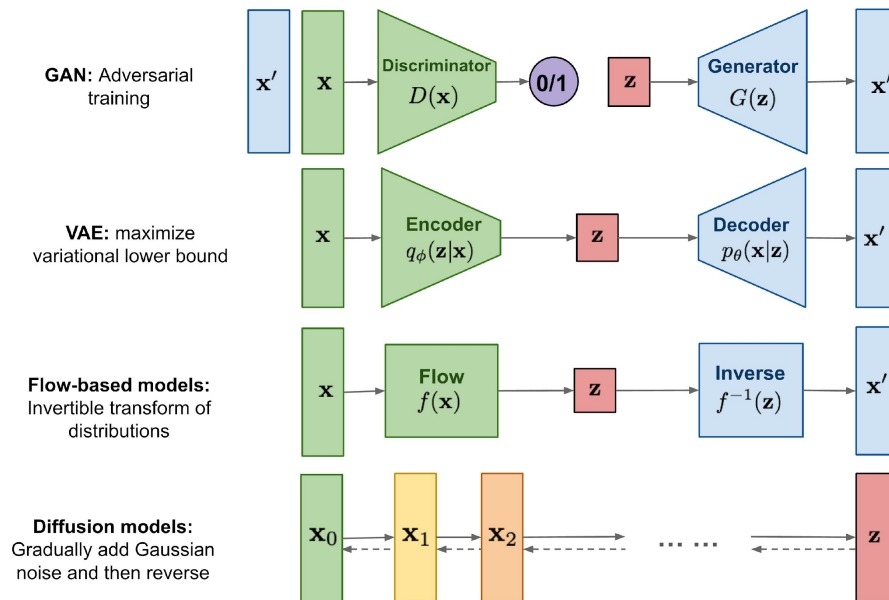 GAN: Adversarial
training
x′
x
Discriminator
D(x)
0/1
z
Generator
G(z)
x′
VAE: maximize
variational lower bound
x
Encoder
qϕ(z|x)
z
Decoder
pθ(x|z)
x′
Flow-based models:
Invertible transform of
distributions
x
Flow
f(x)
z
Inverse
f⁻¹(z)
x′
Diffusion models:
Gradually add Gaussian
noise and then reverse
x₀
x₁
x₂
... ...
z